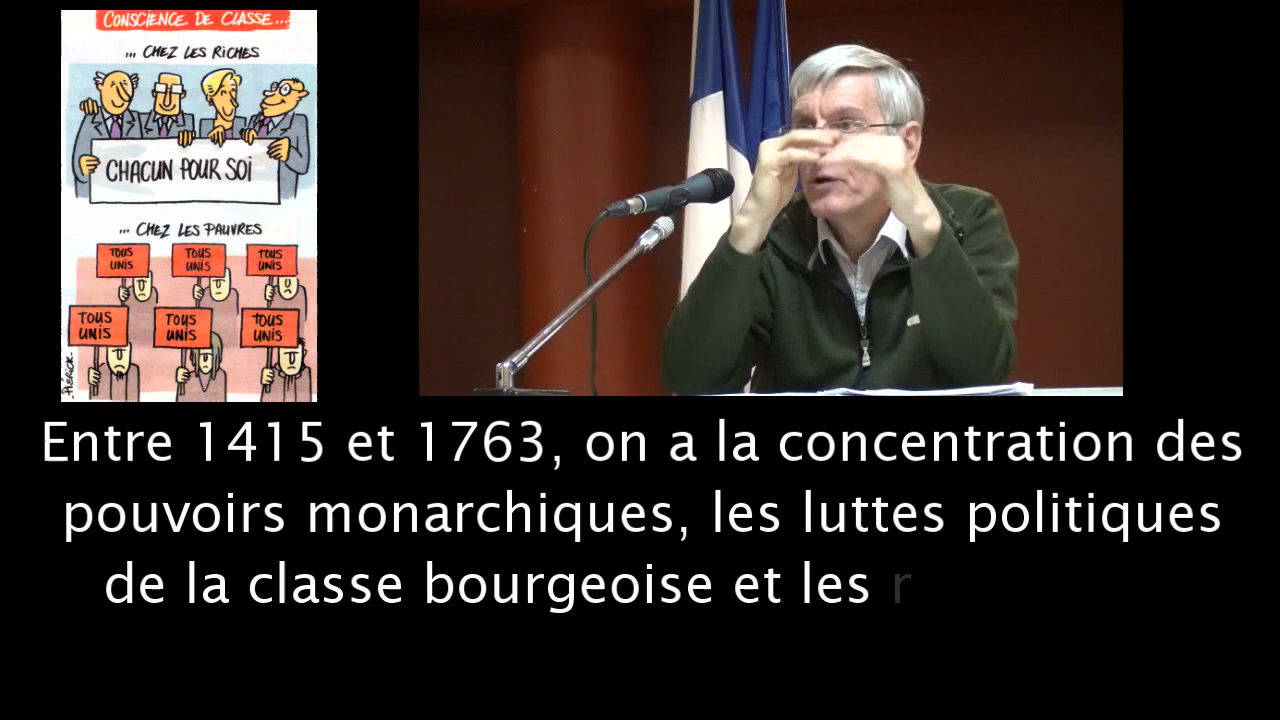 CONSCIENCE DE CLASSE...
... CHEZ LES RICHES
CHACUN POUR SOI
... CHEZ LES PAUVRES
TOUS
UNIS
TOUS
UNIS
TOUS
UNIS
TOUS
UNIS
TOUS
UNIS
TOUS
UNIS
PIERICK.
Entre 1415 et 1763, on a la concentration des
pouvoirs monarchiques, les luttes politiques
de la classe bourgeoise et les r